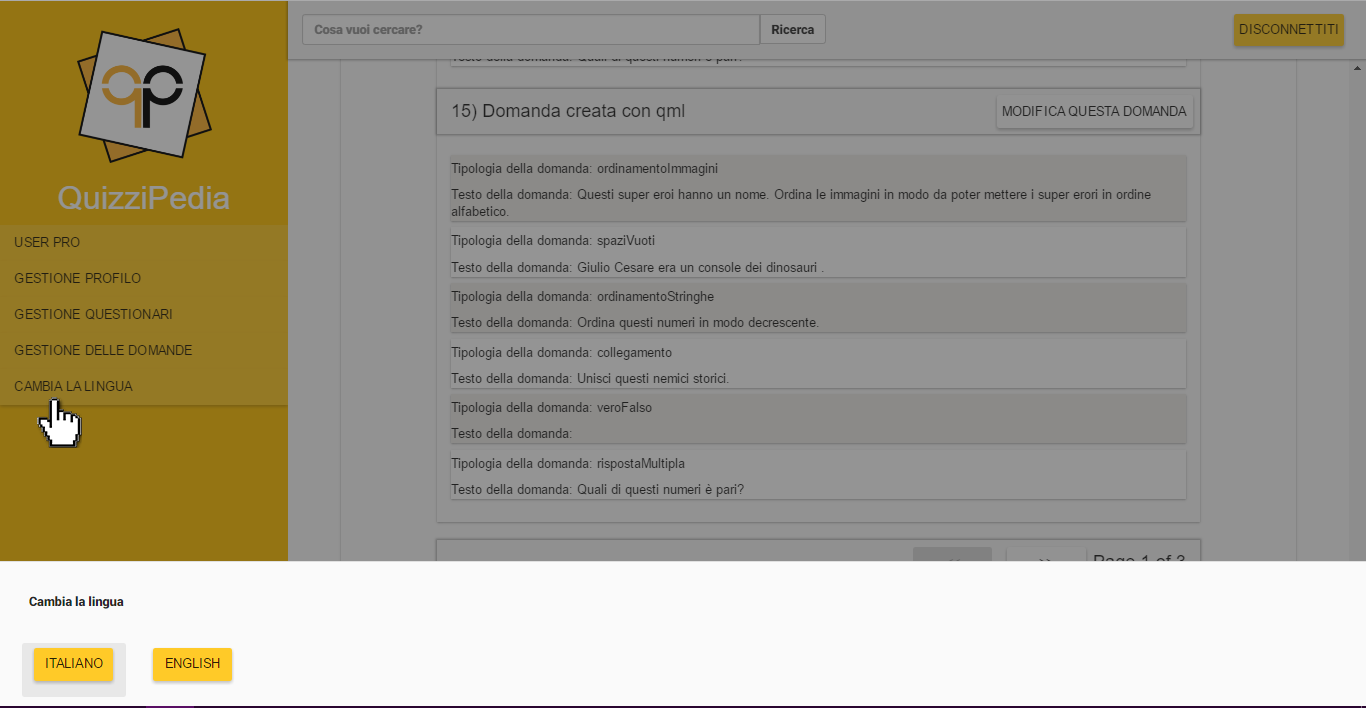 Cosa vuoi cercare?
Ricerca
DISCONNETTITI
QuizziPedia
USER PRO
GESTIONE PROFILO
GESTIONE QUESTIONARI
GESTIONE DELLE DOMANDE
CAMBIA LA LINGUA
Testo della domanda: Quali di questi numeri è pari?
15) Domanda creata con qml
MODIFICA QUESTA DOMANDA
Tipologia della domanda: ordinamentoImmagini
Testo della domanda: Questi super eroi hanno un nome. Ordina le immagini in modo da poter mettere i super erori in ordine
alfabetico.
Tipologia della domanda: spaziVuoti
Testo della domanda: Giulio Cesare era un console dei dinosauri .
Tipologia della domanda: ordinamentoStringhe
Testo della domanda: Ordina questi numeri in modo decrescente.
Tipologia della domanda: collegamento
Testo della domanda: Unisci questi nemici storici.
Tipologia della domanda: veroFalso
Testo della domanda:
Tipologia della domanda: rispostaMultipla
Testo della domanda: Quali di questi numeri è pari?
<< >> Page 1 of 3
Cambia la lingua
ITALIANO
ENGLISH